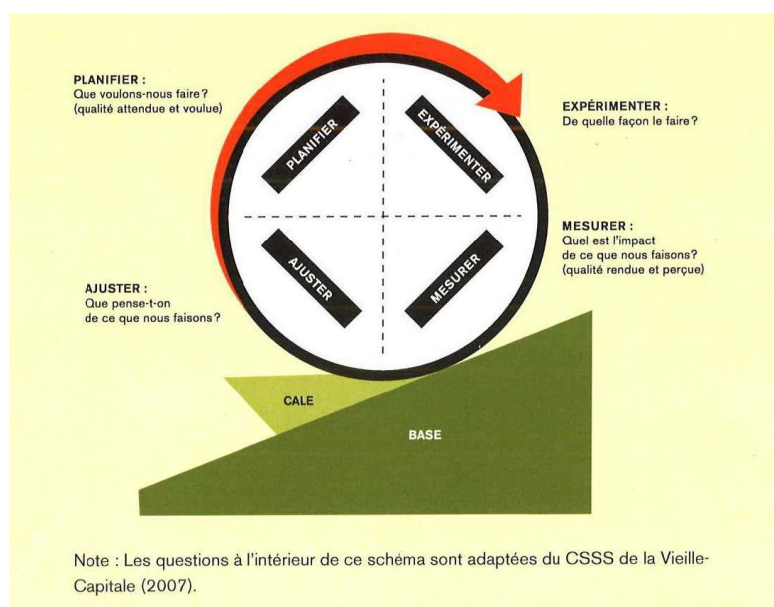 PLANIFIER :
Que voulons-nous faire?
(qualité attendue et voulue)
EXPÉRIMENTER :
De quelle façon le faire?
PLANIFIER
EXPÉRIMENTER
AJUSTER
MESURER
MESURER :
Quel est l'impact
de ce que nous faisons?
(qualité rendue et perçue)
AJUSTER :
Que pense-t-on
de ce que nous faisons?
CALE
BASE
Note : Les questions à l'intérieur de ce schéma sont adaptées du CSSS de la Vieille-
Capitale (2007).